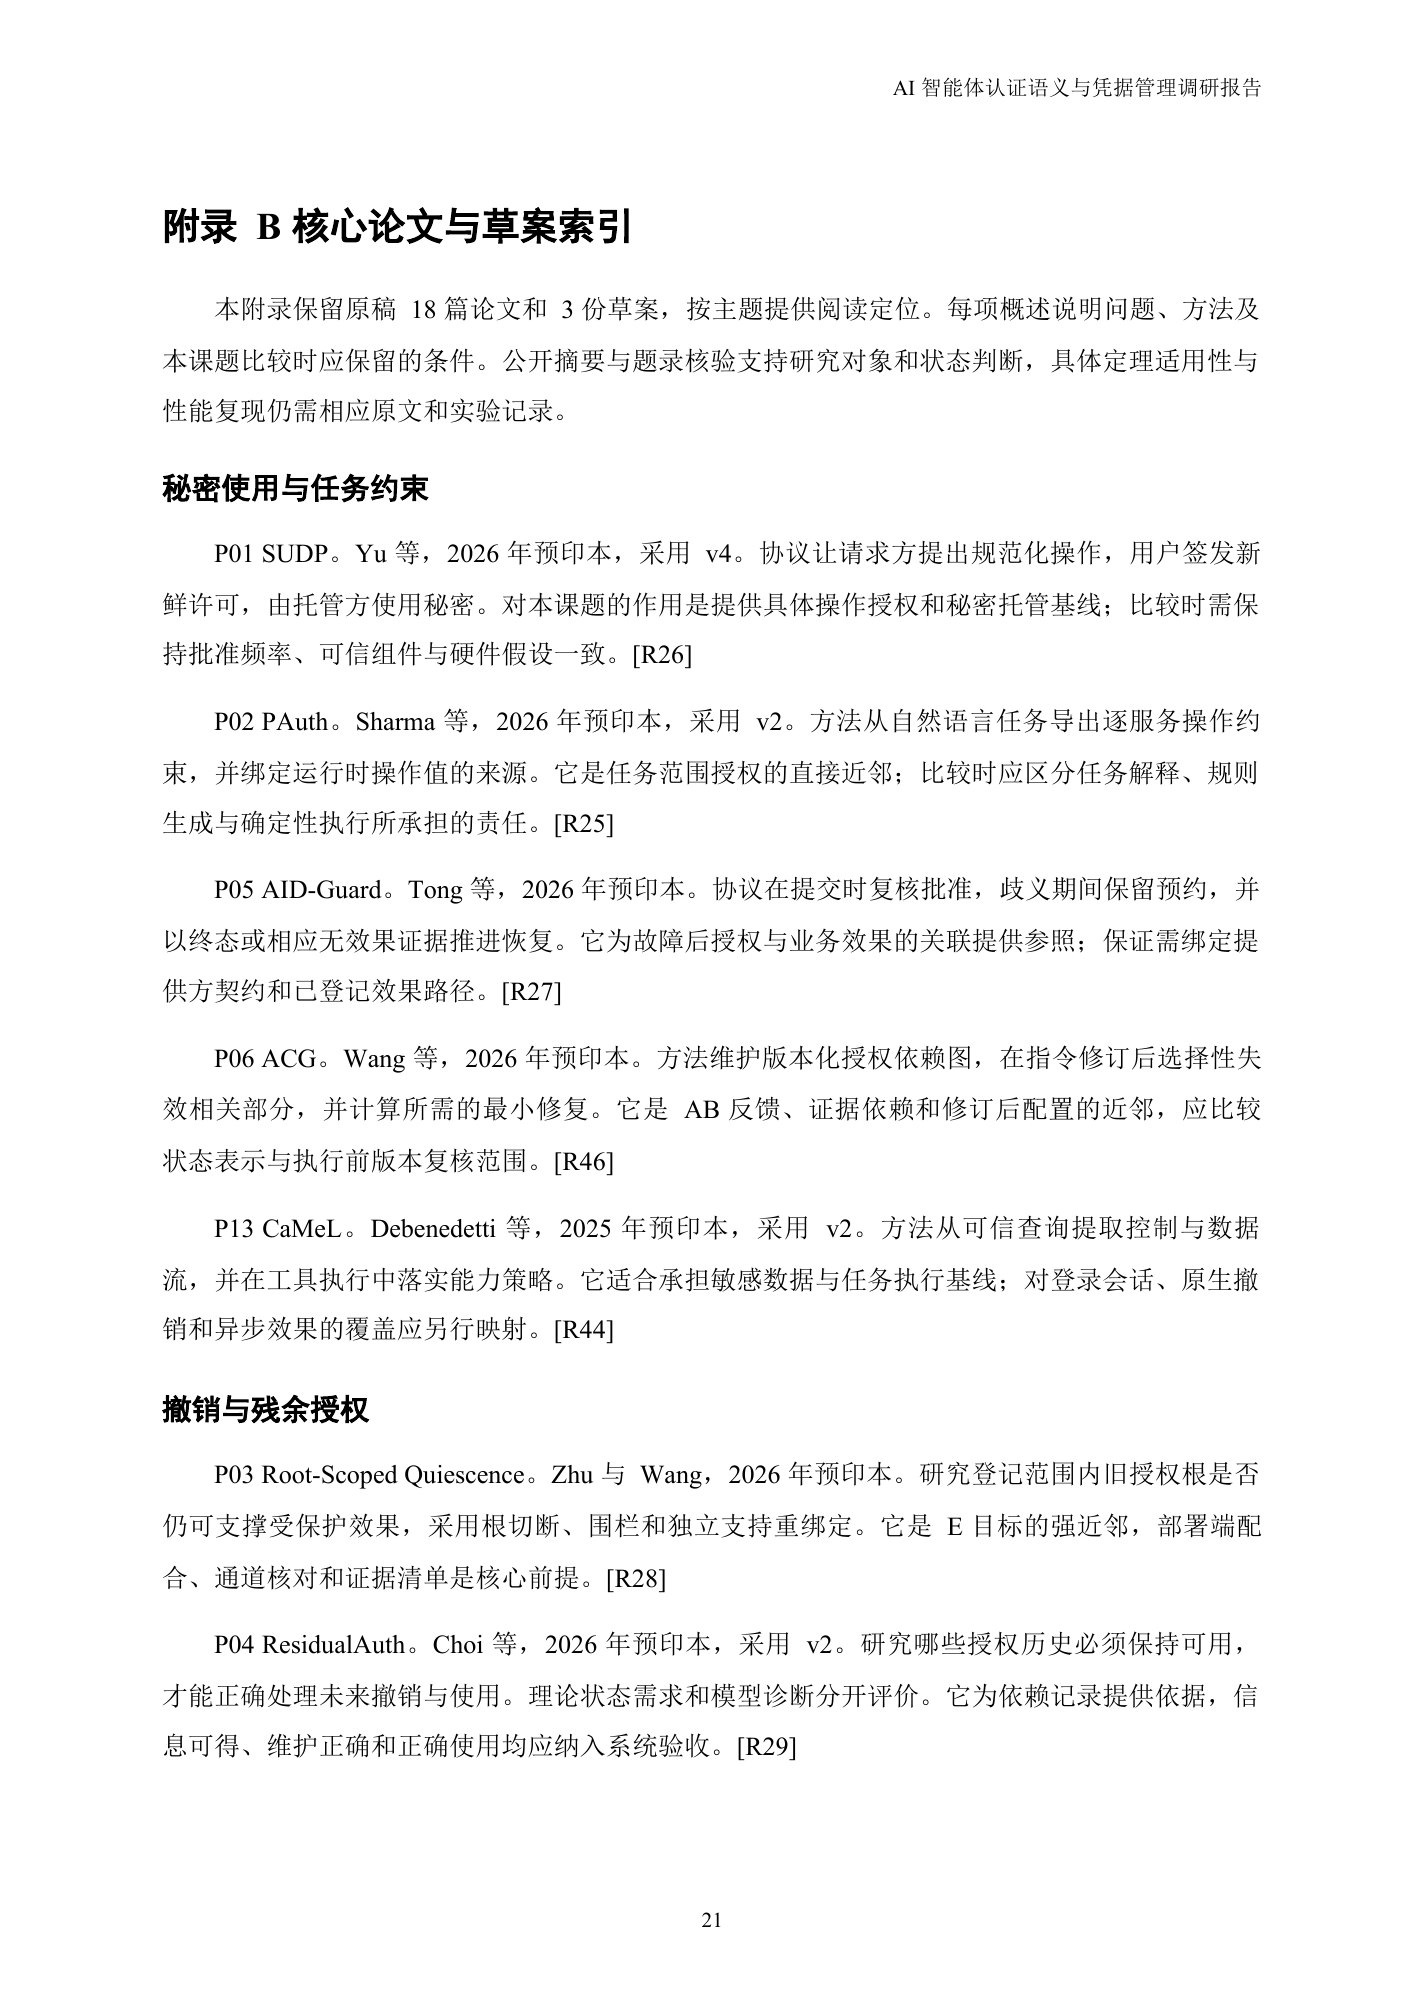 AI 智能体认证语义与凭据管理调研报告
附录 B 核心论文与草案索引
本附录保留原稿 18 篇论文和 3 份草案，按主题提供阅读定位。每项概述说明问题、方法及
本课题比较时应保留的条件。公开摘要与题录核验支持研究对象和状态判断，具体定理适用性与
性能复现仍需相应原文和实验记录。
秘密使用与任务约束
P01 SUDP。Yu 等，2026 年预印本，采用 v4。协议让请求方提出规范化操作，用户签发新
鲜许可，由托管方使用秘密。对本课题的作用是提供具体操作授权和秘密托管基线；比较时需保
持批准频率、可信组件与硬件假设一致。[R26]
P02 PAuth。Sharma 等，2026 年预印本，采用 v2。方法从自然语言任务导出逐服务操作约
束，并绑定运行时操作值的来源。它是任务范围授权的直接近邻；比较时应区分任务解释、规则
生成与确定性执行所承担的责任。[R25]
P05 AID-Guard。Tong 等，2026 年预印本。协议在提交时复核批准，歧义期间保留预约，并
以终态或相应无效果证据推进恢复。它为故障后授权与业务效果的关联提供参照；保证需绑定提
供方契约和已登记效果路径。[R27]
P06 ACG。Wang 等，2026 年预印本。方法维护版本化授权依赖图，在指令修订后选择性失
效相关部分，并计算所需的最小修复。它是 AB 反馈、证据依赖和修订后配置的近邻，应比较
状态表示与执行前版本复核范围。[R46]
P13 CaMeL。Debenedetti 等，2025 年预印本，采用 v2。方法从可信查询提取控制与数据
流，并在工具执行中落实能力策略。它适合承担敏感数据与任务执行基线；对登录会话、原生撤
销和异步效果的覆盖应另行映射。[R44]
撤销与残余授权
P03 Root-Scoped Quiescence。Zhu 与 Wang，2026 年预印本。研究登记范围内旧授权根是否
仍可支撑受保护效果，采用根切断、围栏和独立支持重绑定。它是 E 目标的强近邻，部署端配
合、通道核对和证据清单是核心前提。[R28]
P04 ResidualAuth。Choi 等，2026 年预印本，采用 v2。研究哪些授权历史必须保持可用，
才能正确处理未来撤销与使用。理论状态需求和模型诊断分开评价。它为依赖记录提供依据，信
息可得、维护正确和正确使用均应纳入系统验收。[R29]
21